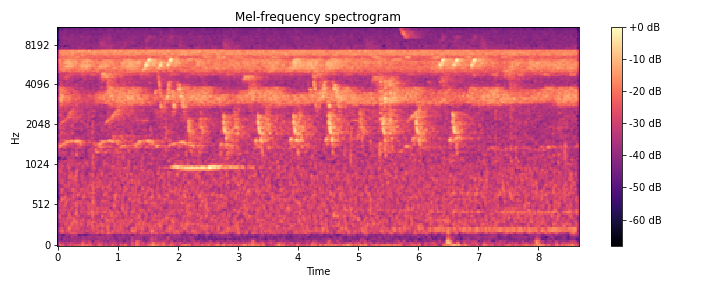 Mel-frequency spectrogram
Hz
8192
4096
2048
1024
512
0
0 1 2 3 4 5 6 7 8
Time
+0 dB
-10 dB
-20 dB
-30 dB
-40 dB
-50 dB
-60 dB